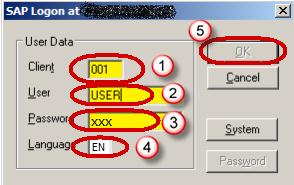 SAP Logon at
User Data
Client 001 1
User USER 2
Passwor xxx 3
Languag EN 4
5
OK
Cancel
System
Password